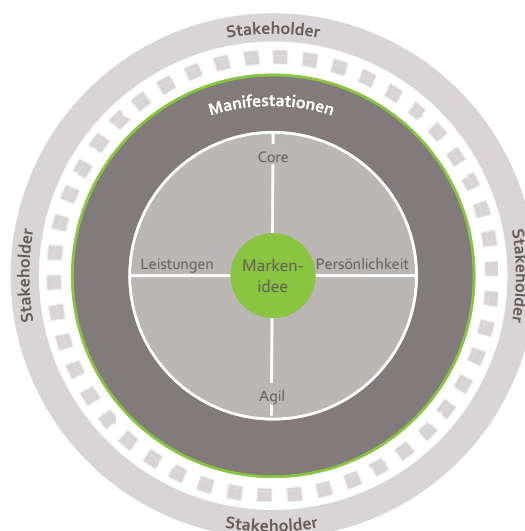 Stakeholder
Manifestationen
Core
Stakeholder
Leistungen
Marken-
idee
Persönlichkeit
Stakeholder
Agil
Stakeholder